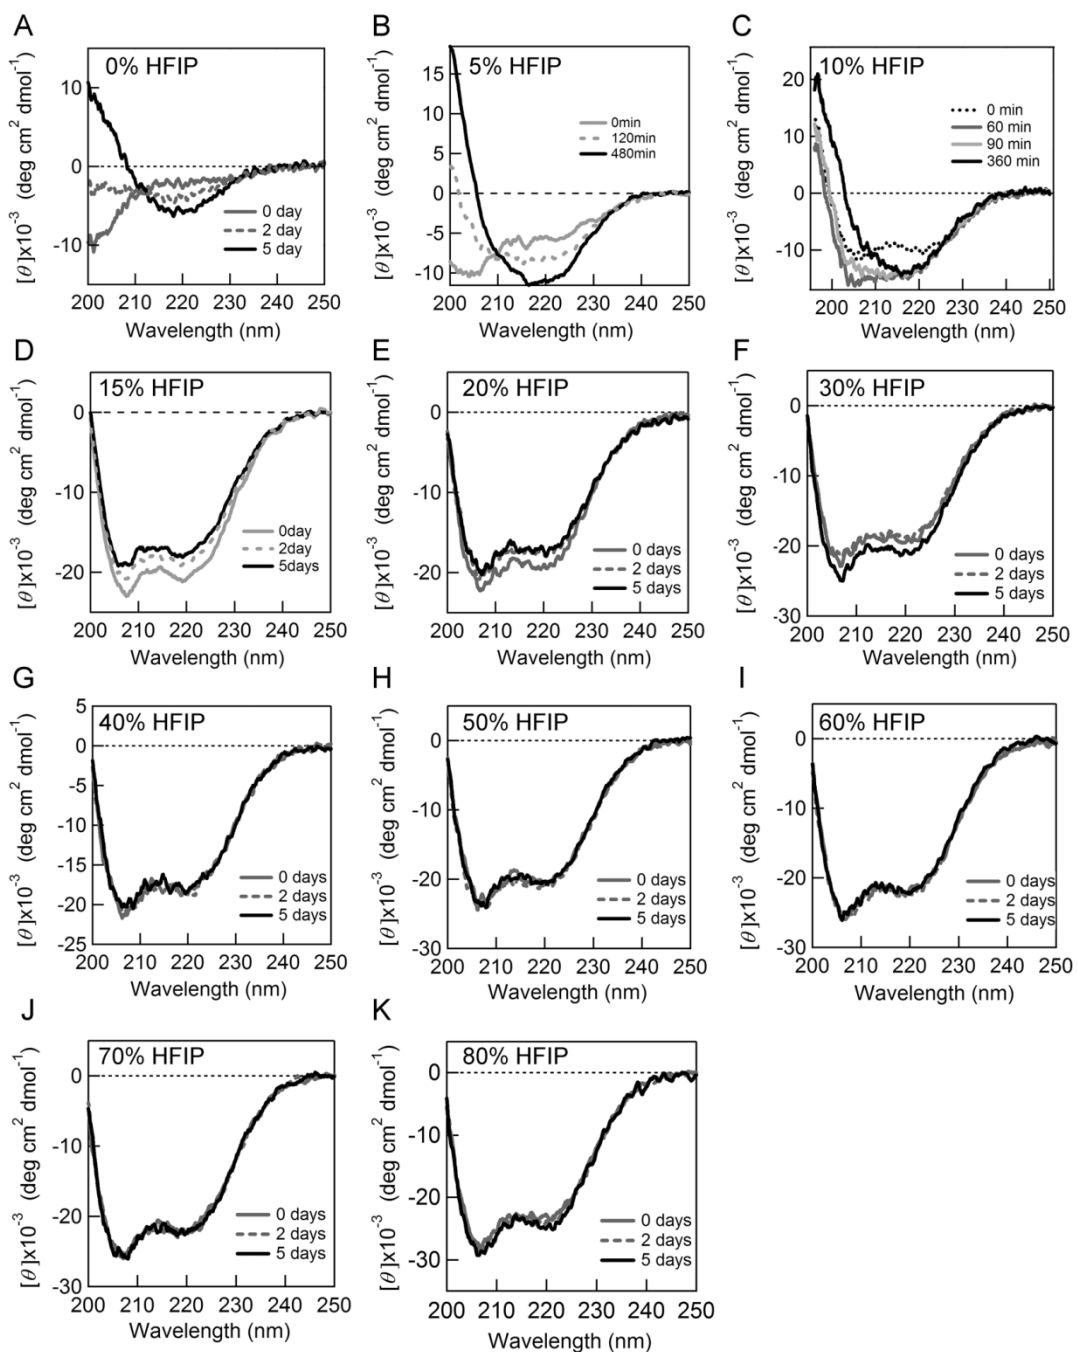 A
0% HFIP
[θ]x10⁻³ (deg cm² dmol⁻¹)
10
0
-10
0 day
2 day
5 day
200 210 220 230 240 250
Wavelength (nm)
B
5% HFIP
[θ]x10⁻³ (deg cm² dmol⁻¹)
15
10
5
0
-5
-10
0min
120min
480min
200 210 220 230 240 250
Wavelength (nm)
C
10% HFIP
[θ]x10⁻³ (deg cm² dmol⁻¹)
20
10
0
-10
0 min
60 min
90 min
360 min
200 210 220 230 240 250
Wavelength (nm)
D
15% HFIP
[θ]x10⁻³ (deg cm² dmol⁻¹)
0
-10
-20
0day
2day
5days
200 210 220 230 240 250
Wavelength (nm)
E
20% HFIP
[θ]x10⁻³ (deg cm² dmol⁻¹)
0
-10
-20
0 days
2 days
5 days
200 210 220 230 240 250
Wavelength (nm)
F
30% HFIP
[θ]x10⁻³ (deg cm² dmol⁻¹)
0
-10
-20
-30
0 days
2 days
5 days
200 210 220 230 240 250
Wavelength (nm)
G
40% HFIP
[θ]x10⁻³ (deg cm² dmol⁻¹)
5
0
-5
-10
-15
-20
-25
0 days
2 days
5 days
200 210 220 230 240 250
Wavelength (nm)
H
50% HFIP
[θ]x10⁻³ (deg cm² dmol⁻¹)
0
-10
-20
-30
0 days
2 days
5 days
200 210 220 230 240 250
Wavelength (nm)
I
60% HFIP
[θ]x10⁻³ (deg cm² dmol⁻¹)
0
-10
-20
-30
0 days
2 days
5 days
200 210 220 230 240 250
Wavelength (nm)
J
70% HFIP
[θ]x10⁻³ (deg cm² dmol⁻¹)
0
-10
-20
-30
0 days
2 days
5 days
200 210 220 230 240 250
Wavelength (nm)
K
80% HFIP
[θ]x10⁻³ (deg cm² dmol⁻¹)
0
-10
-20
-30
0 days
2 days
5 days
200 210 220 230 240 250
Wavelength (nm)